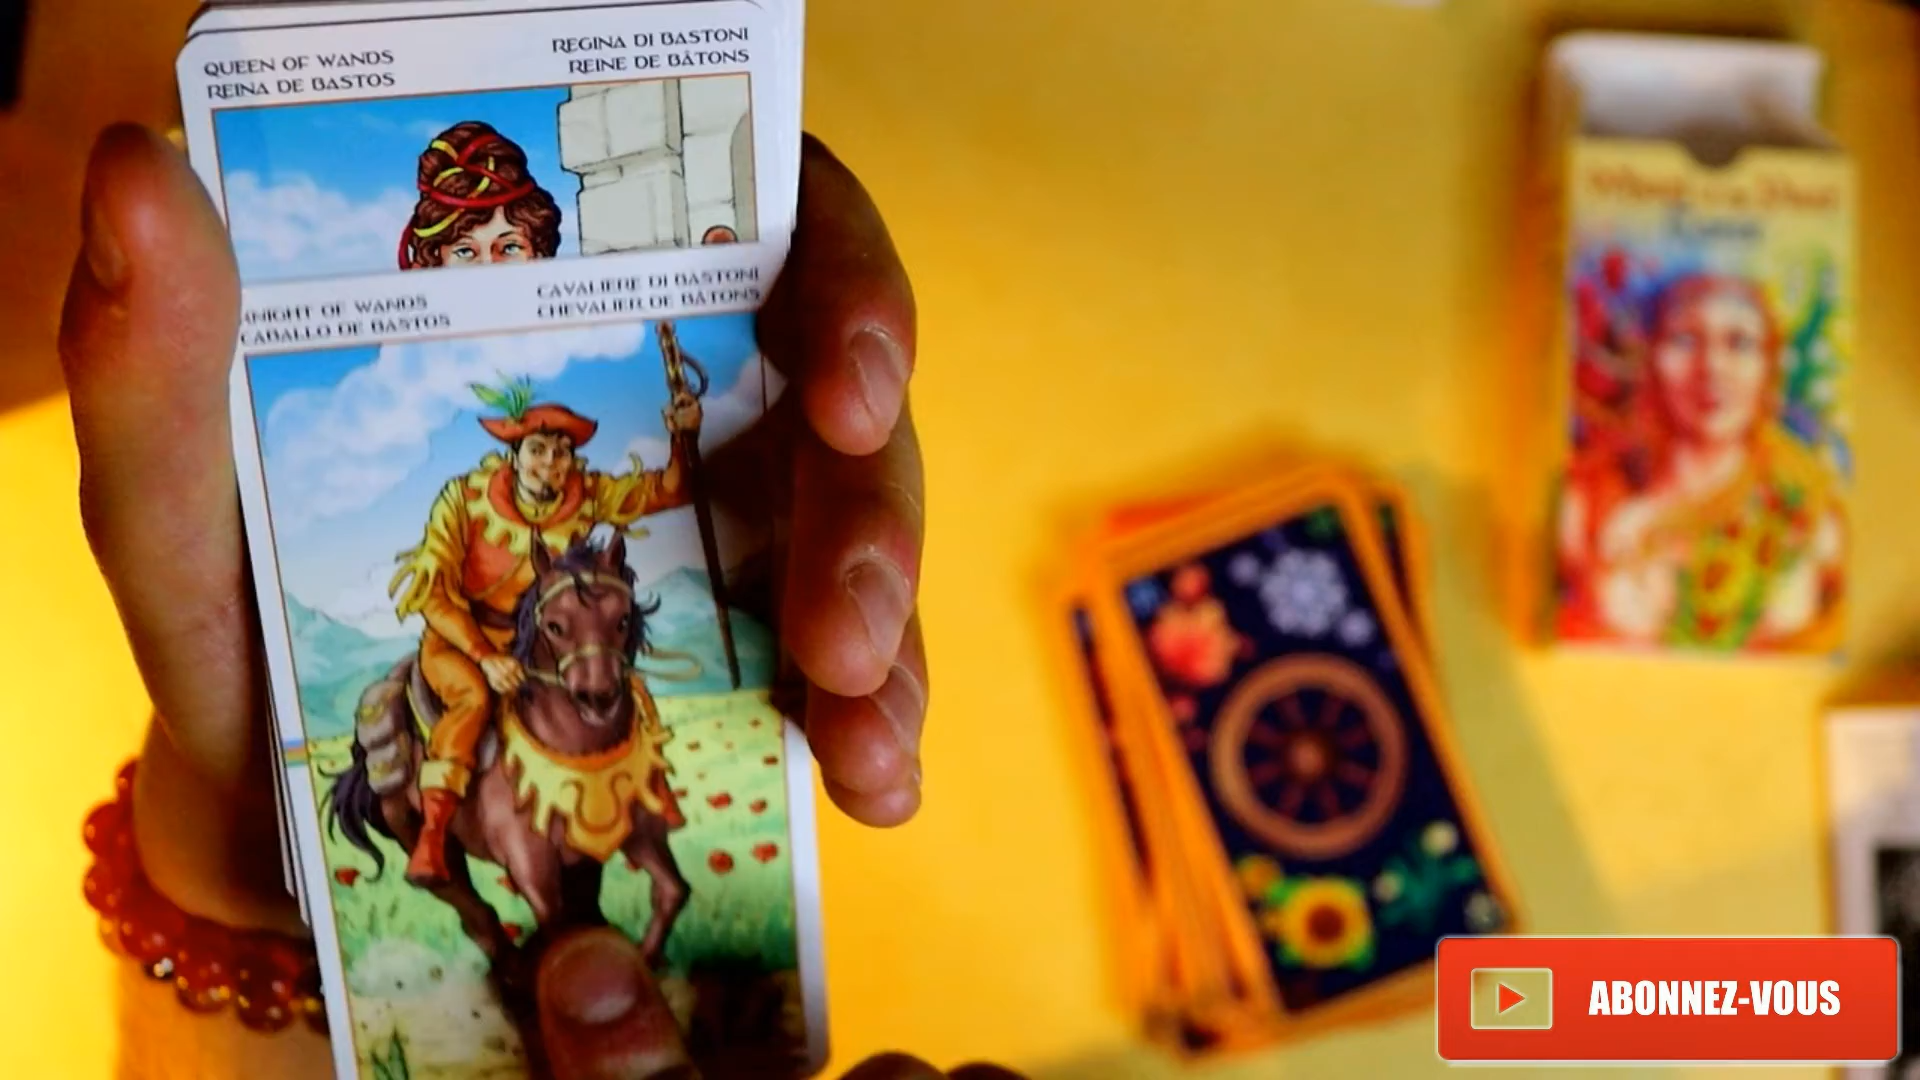 QUEEN OF WANDS
REINA DE BASTOS
REGINA DI BASTONI
REINE DE BÂTONS
KNIGHT OF WANDS
CABALLO DE BASTOS
CAVALIERE DI BASTONI
CHEVALIER DE BÂTONS
ABONNEZ-VOUS